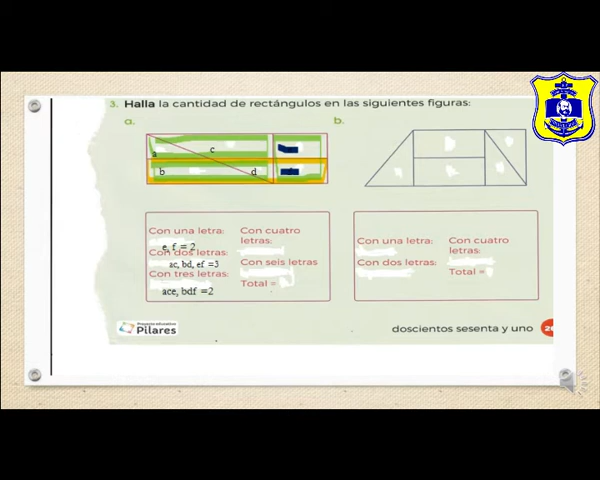 3. Halla la cantidad de rectángulos en las siguientes figuras:
a.
b.
a
c
b
d
Con una letra:
e, f = 2
Con dos letras:
ac, bd, ef =3
Con tres letras:
ace, bdf =2
Con cuatro
letras:
Con seis letras
Total =
Con una letra:
Con dos letras:
Con cuatro
letras:
Total =
Pilares
doscientos sesenta y uno